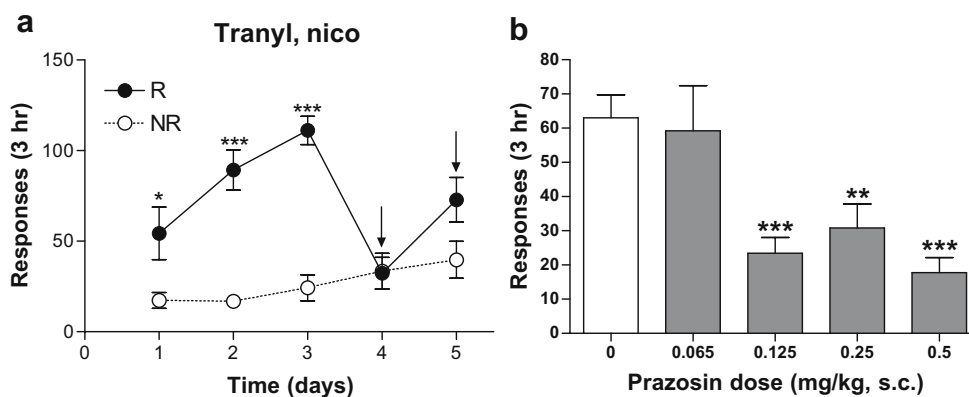 a
Tranyl, nico
R
NR
Responses (3 hr)
150
100
50
0
*
***
***
0 1 2 3 4 5
Time (days)
b
Responses (3 hr)
80
70
60
50
40
30
20
10
0
***
**
***
0 0.065 0.125 0.25 0.5
Prazosin dose (mg/kg, s.c.)